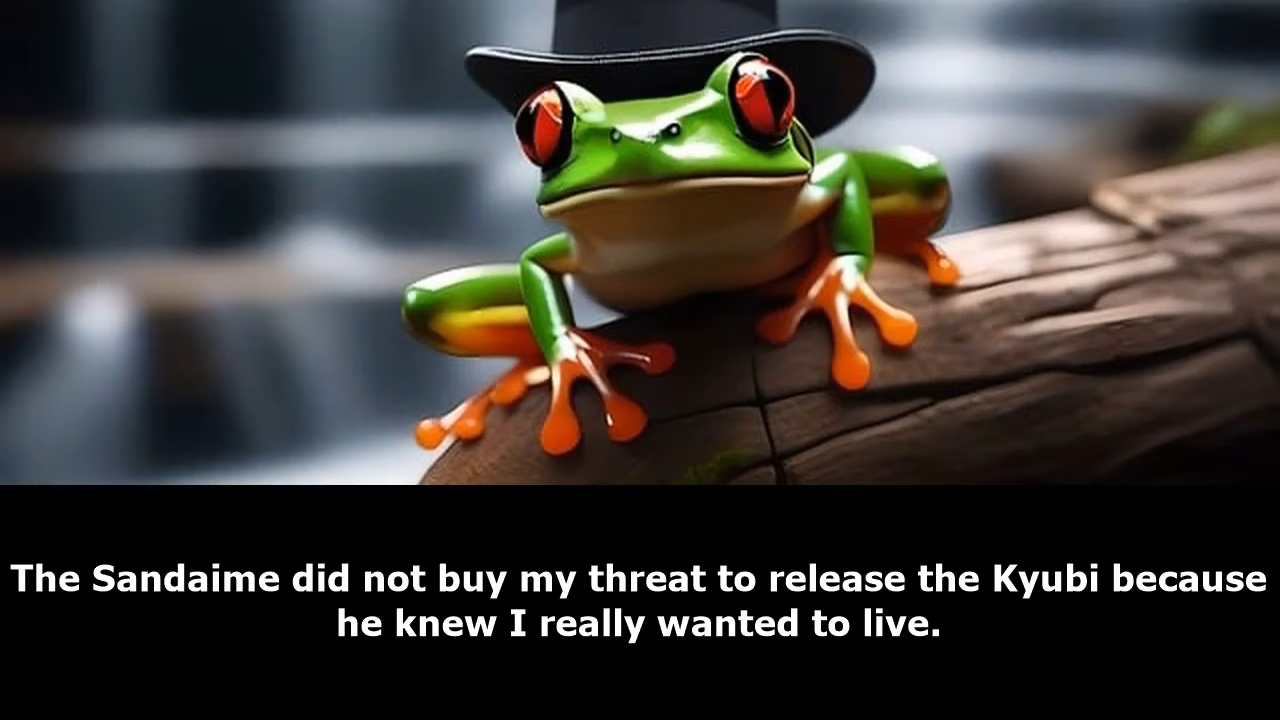 The Sandaime did not buy my threat to release the Kyubi because
he knew I really wanted to live.